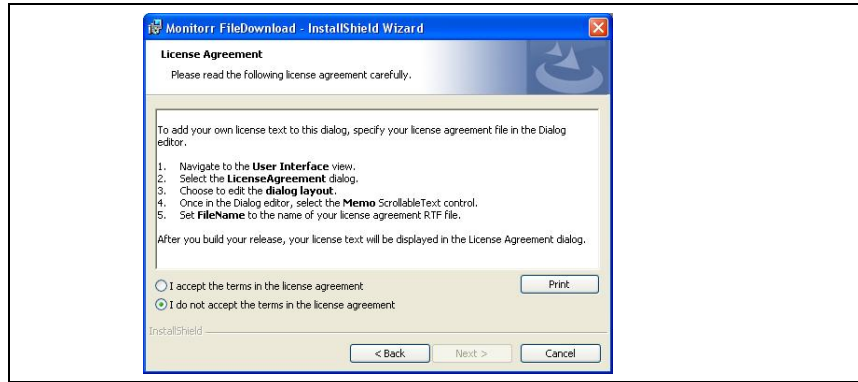 Monitorr FileDownload - InstallShield Wizard
License Agreement
Please read the following license agreement carefully.
To add your own license text to this dialog, specify your license agreement file in the Dialog
editor.
1. Navigate to the User Interface view.
2. Select the LicenseAgreement dialog.
3. Choose to edit the dialog layout.
4. Once in the Dialog editor, select the Memo ScrollableText control.
5. Set FileName to the name of your license agreement RTF file.
After you build your release, your license text will be displayed in the License Agreement dialog.
I accept the terms in the license agreement
Print
I do not accept the terms in the license agreement
InstallShield
< Back Next > Cancel